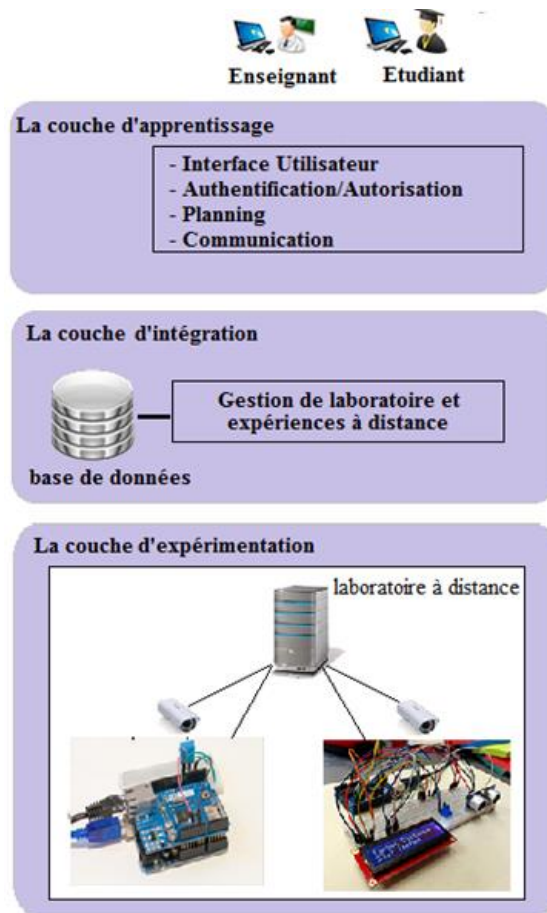 Enseignant Etudiant
La couche d'apprentissage
- Interface Utilisateur
- Authentification/Autorisation
- Planning
- Communication
La couche d'intégration
Gestion de laboratoire et
expériences à distance
base de données
La couche d'expérimentation
laboratoire à distance